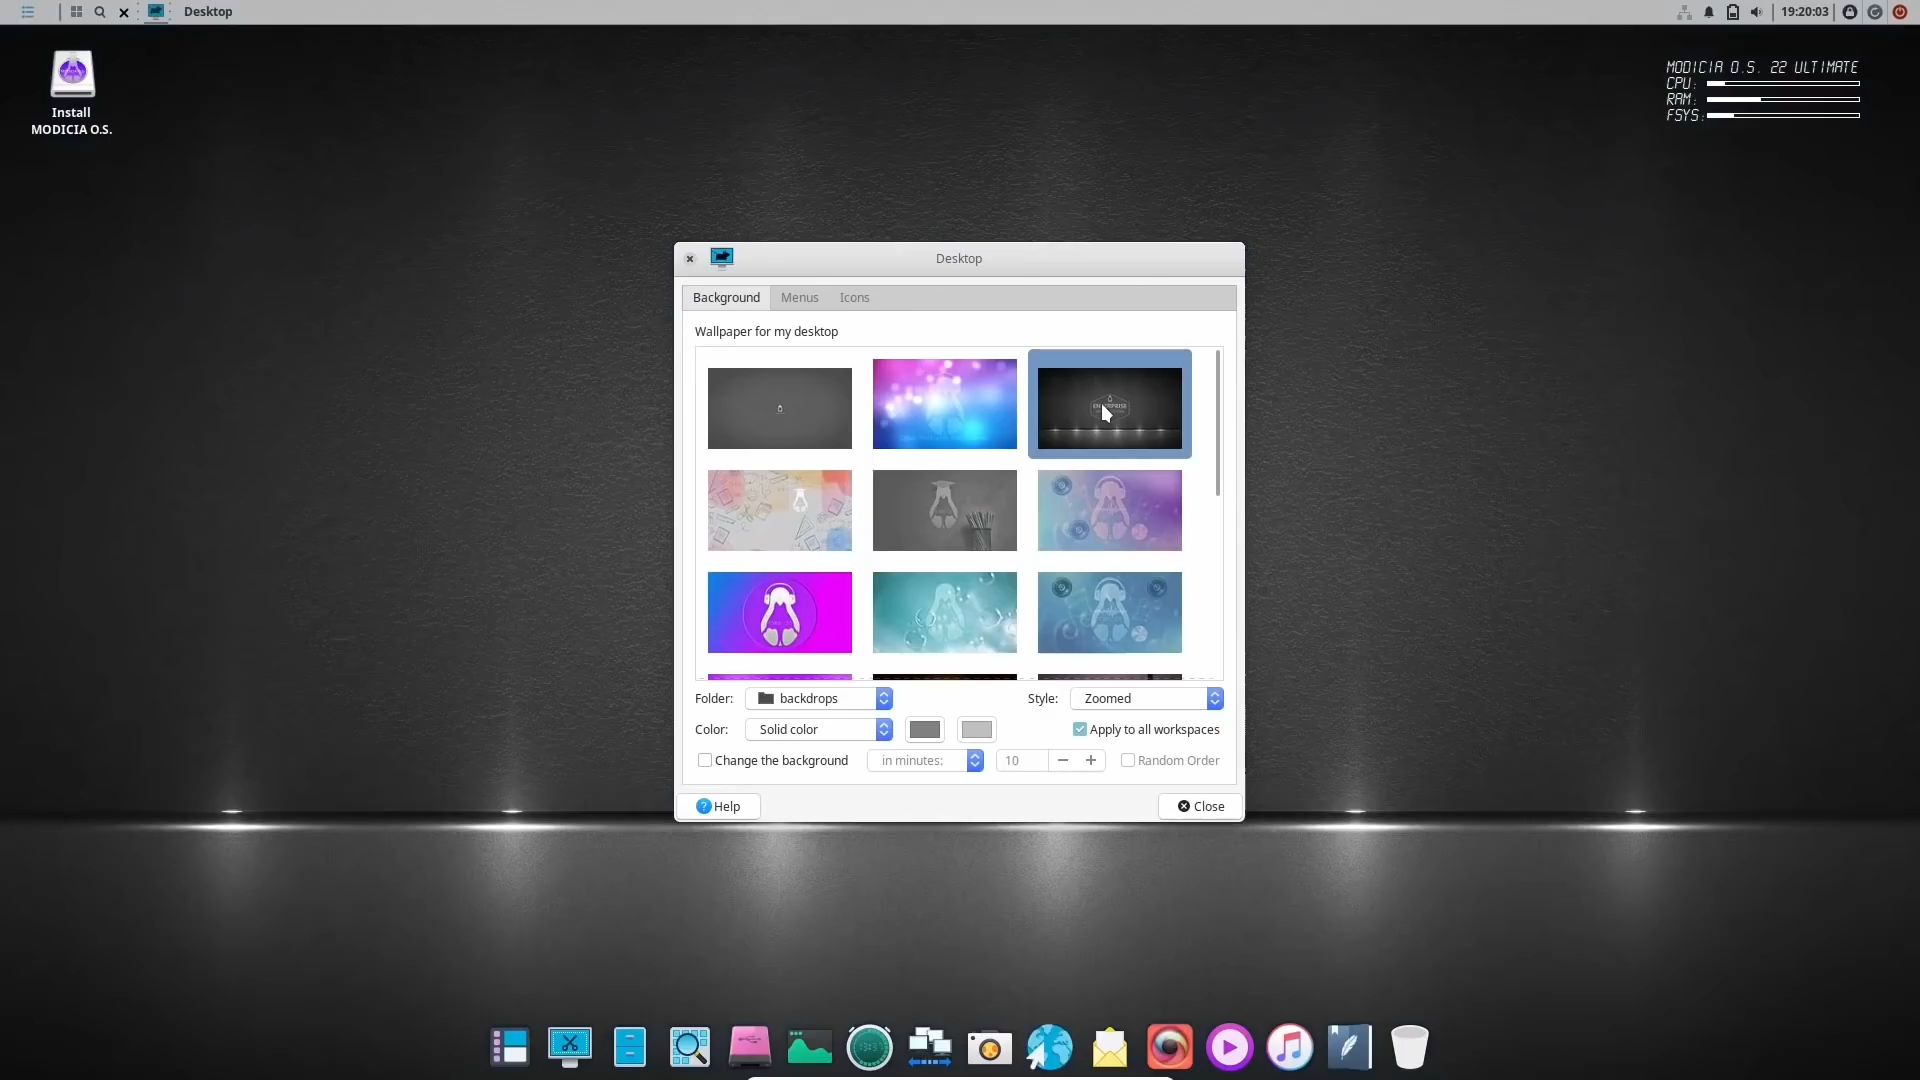 Desktop
19:20:03
Install
MODICIA O.S.
MODICIA O.S. 22 ULTIMATE
CPU:
RAM:
FSYS:
Desktop
Background Menus Icons
Wallpaper for my desktop
ENTERPRISE
Folder: backdrops Style: Zoomed
Color: Solid color Apply to all workspaces
Change the background in minutes: 10 Random Order
? Help Close